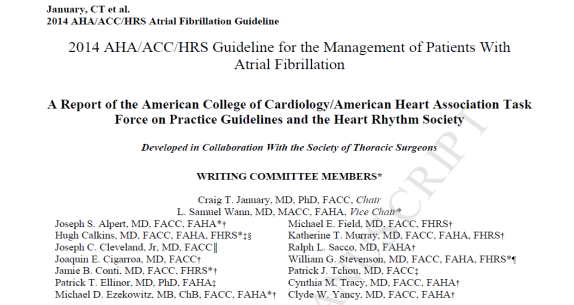 January, CT et al.
2014 AHA/ACC/HRS Atrial Fibrillation Guideline
2014 AHA/ACC/HRS Guideline for the Management of Patients With
Atrial Fibrillation
A Report of the American College of Cardiology/American Heart Association Task
Force on Practice Guidelines and the Heart Rhythm Society
Developed in Collaboration With the Society of Thoracic Surgeons
WRITING COMMITTEE MEMBERS*
Craig T. January, MD, PhD, FACC, Chair
L. Samuel Wann, MD, MACC, FAHA, Vice Chair*
Joseph S. Alpert, MD, FACC, FAHA*† Michael E. Field, MD, FACC, FHRS†
Hugh Calkins, MD, FACC, FAHA, FHRS*‡§ Katherine T. Murray, MD, FACC, FAHA, FHRS†
Joseph C. Cleveland, Jr, MD, FACC‖ Ralph L. Sacco, MD, FAHA†
Joaquin E. Cigarroa, MD, FACC† William G. Stevenson, MD, FACC, FAHA, FHRS*¶
Jamie B. Conti, MD, FACC, FHRS*† Patrick J. Tchou, MD, FACC‡
Patrick T. Ellinor, MD, PhD, FAHA‡ Cynthia M. Tracy, MD, FACC, FAHA†
Michael D. Ezekowitz, MB, ChB, FACC, FAHA*† Clyde W. Yancy, MD, FACC, FAHA†